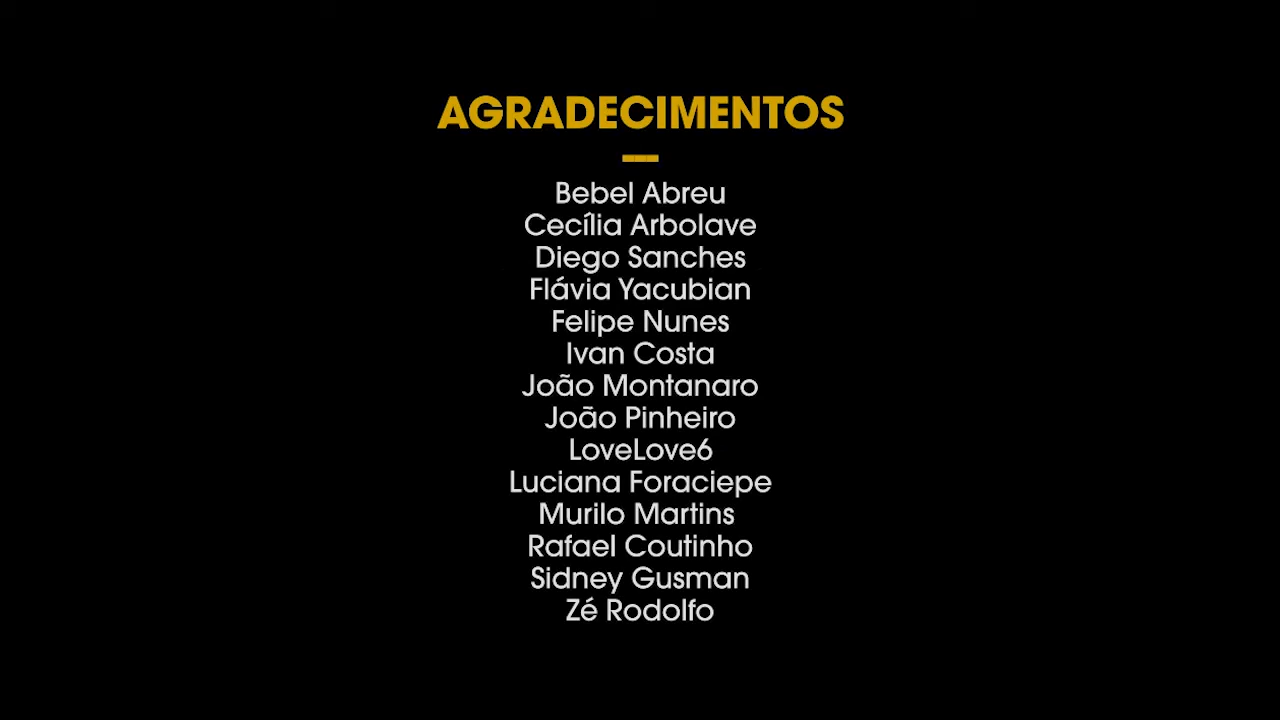 AGRADECIMENTOS
Bebel Abreu
Cecília Arbolave
Diego Sanches
Flávia Yacubian
Felipe Nunes
Ivan Costa
João Montanaro
João Pinheiro
LoveLove6
Luciana Foraciepe
Murilo Martins
Rafael Coutinho
Sidney Gusman
Zé Rodolfo